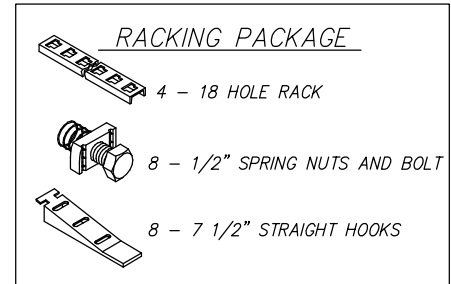 RACKING PACKAGE
4 - 18 HOLE RACK
8 - 1/2" SPRING NUTS AND BOLT
8 - 7 1/2" STRAIGHT HOOKS